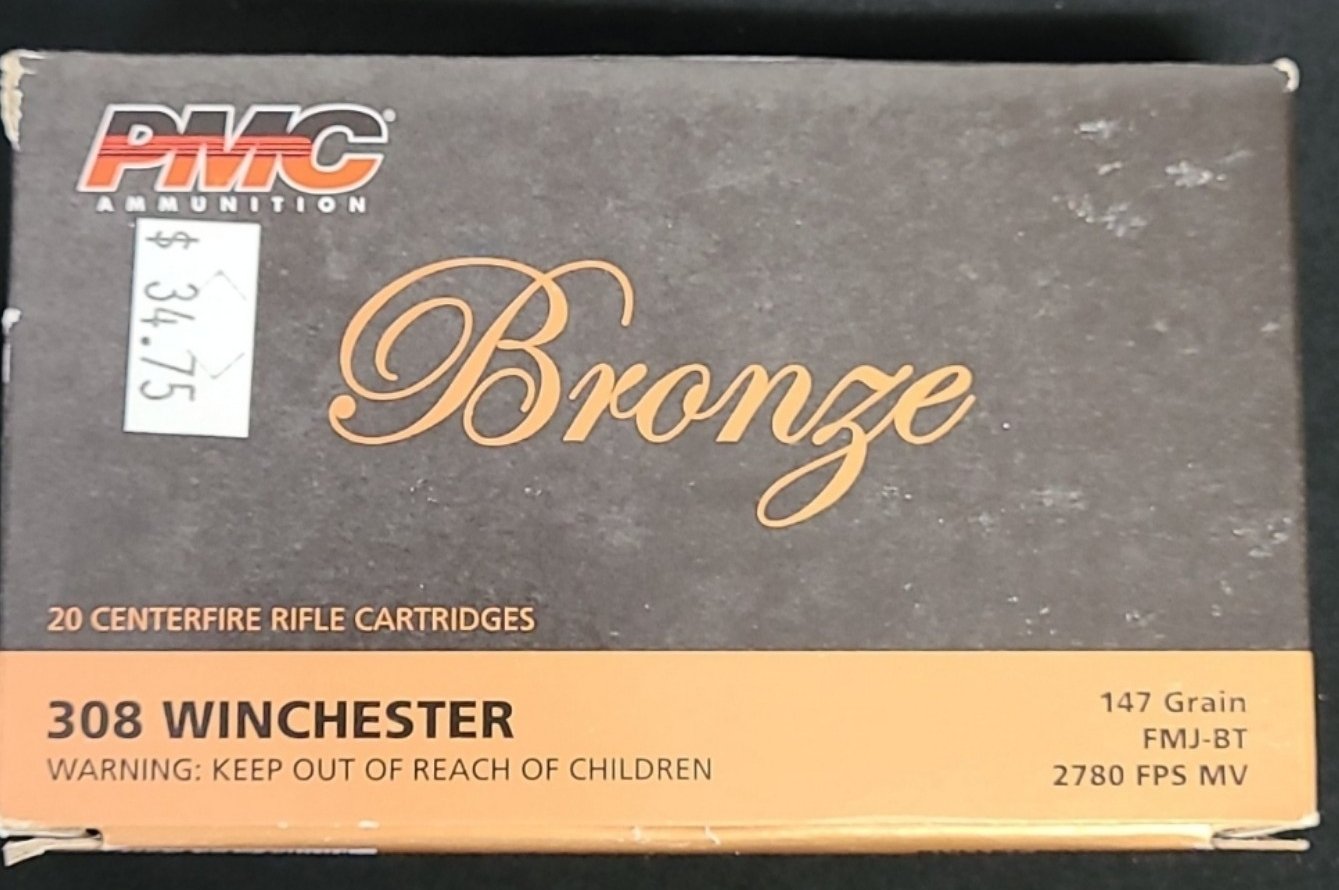 PMC®
AMMUNITION
$ 34.75
Bronze
20 CENTERFIRE RIFLE CARTRIDGES
308 WINCHESTER
WARNING: KEEP OUT OF REACH OF CHILDREN
147 Grain
FMJ-BT
2780 FPS MV